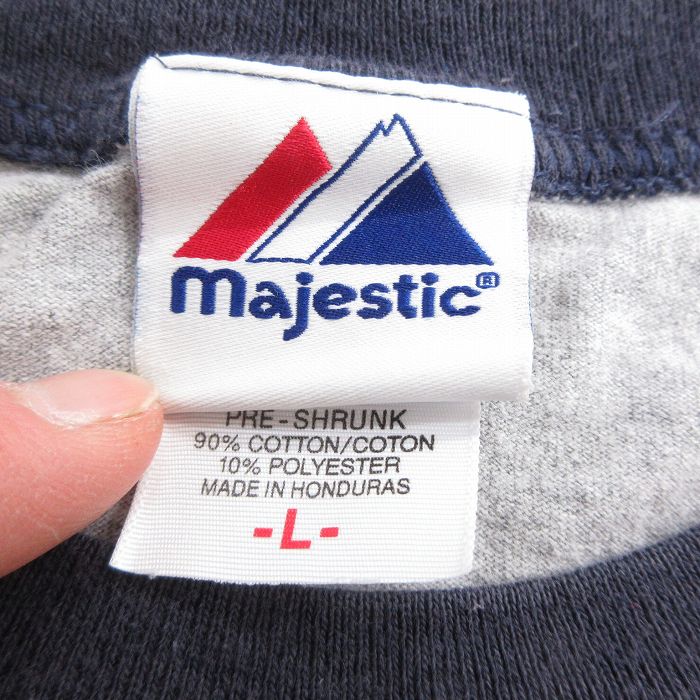 majestic®
PRE-SHRUNK
90% COTTON/COTON
10% POLYESTER
MADE IN HONDURAS
-L-